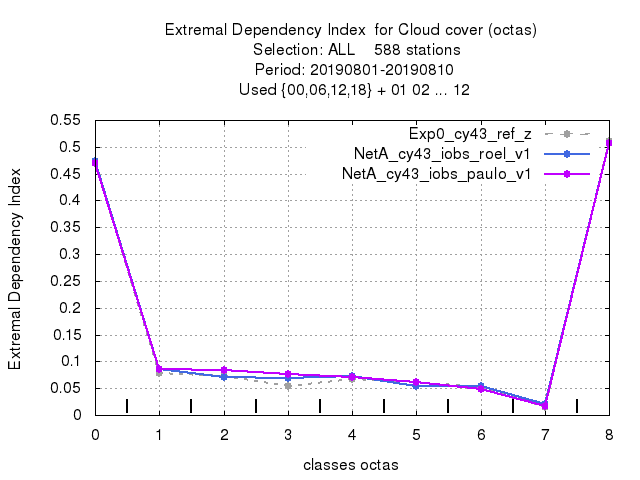 Extremal Dependency Index  for Cloud cover (octas)
Selection: ALL    588 stations
Period: 20190801-20190810
Used {00,06,12,18} + 01 02 ... 12
Exp0_cy43_ref_z
NetA_cy43_iobs_roel_v1
NetA_cy43_iobs_paulo_v1
Extremal Dependency Index
0.55
0.5
0.45
0.4
0.35
0.3
0.25
0.2
0.15
0.1
0.05
0
0 1 2 3 4 5 6 7 8
classes octas